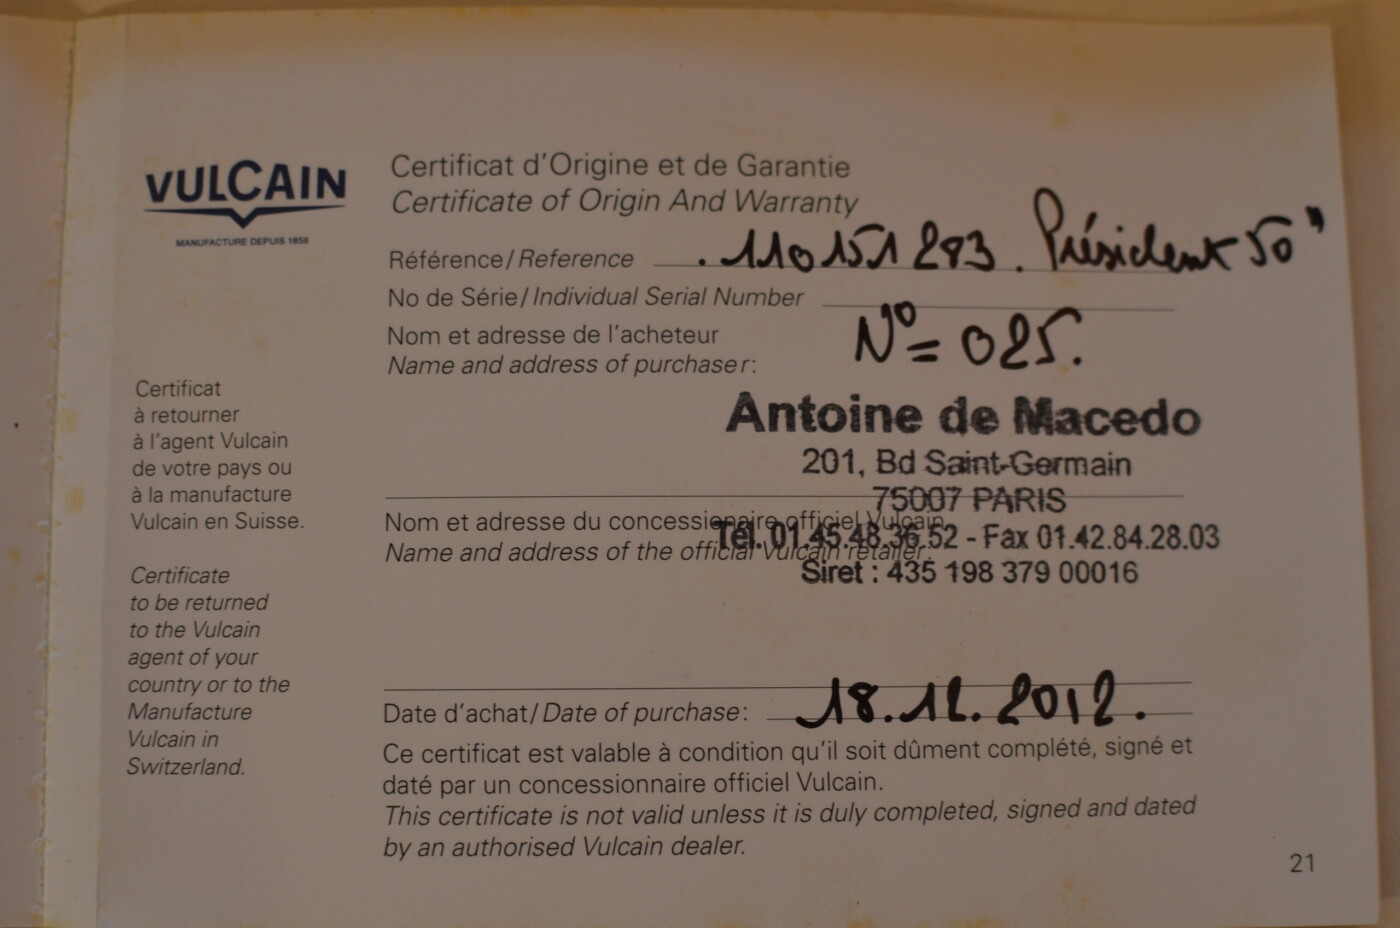 VULCAIN
MANUFACTURE DEPUIS 1858
Certificat d'Origine et de Garantie
Certificate of Origin And Warranty
Référence/Reference .110151283. Président 50"
No de Série/Individual Serial Number
N°= 025.
Nom et adresse de l'acheteur
Name and address of purchaser:
Antoine de Macedo
201, Bd Saint-Germain
75007 PARIS
Tél. 01.45.48.36.52 - Fax 01.42.84.28.03
Siret : 435 198 379 00016
Nom et adresse du concessionaire officiel Vulcain
Name and address of the official Vulcain retailer:
Date d'achat/Date of purchase: 18.12.2012.
Ce certificat est valable à condition qu'il soit dûment complété, signé et
daté par un concessionnaire officiel Vulcain.
This certificate is not valid unless it is duly completed, signed and dated
by an authorised Vulcain dealer.
Certificat
à retourner
à l'agent Vulcain
de votre pays ou
à la manufacture
Vulcain en Suisse.
Certificate
to be returned
to the Vulcain
agent of your
country or to the
Manufacture
Vulcain in
Switzerland.
21